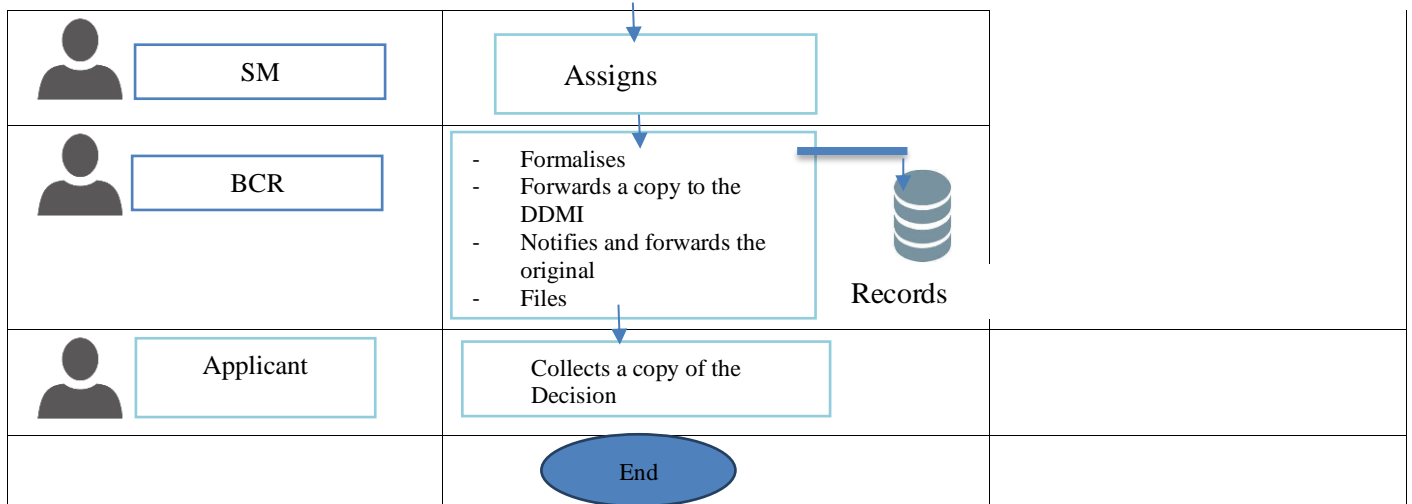 SM
Assigns
BCR
- Formalises
- Forwards a copy to the
DDMI
- Notifies and forwards the
original
- Files
Records
Applicant
Collects a copy of the
Decision
End